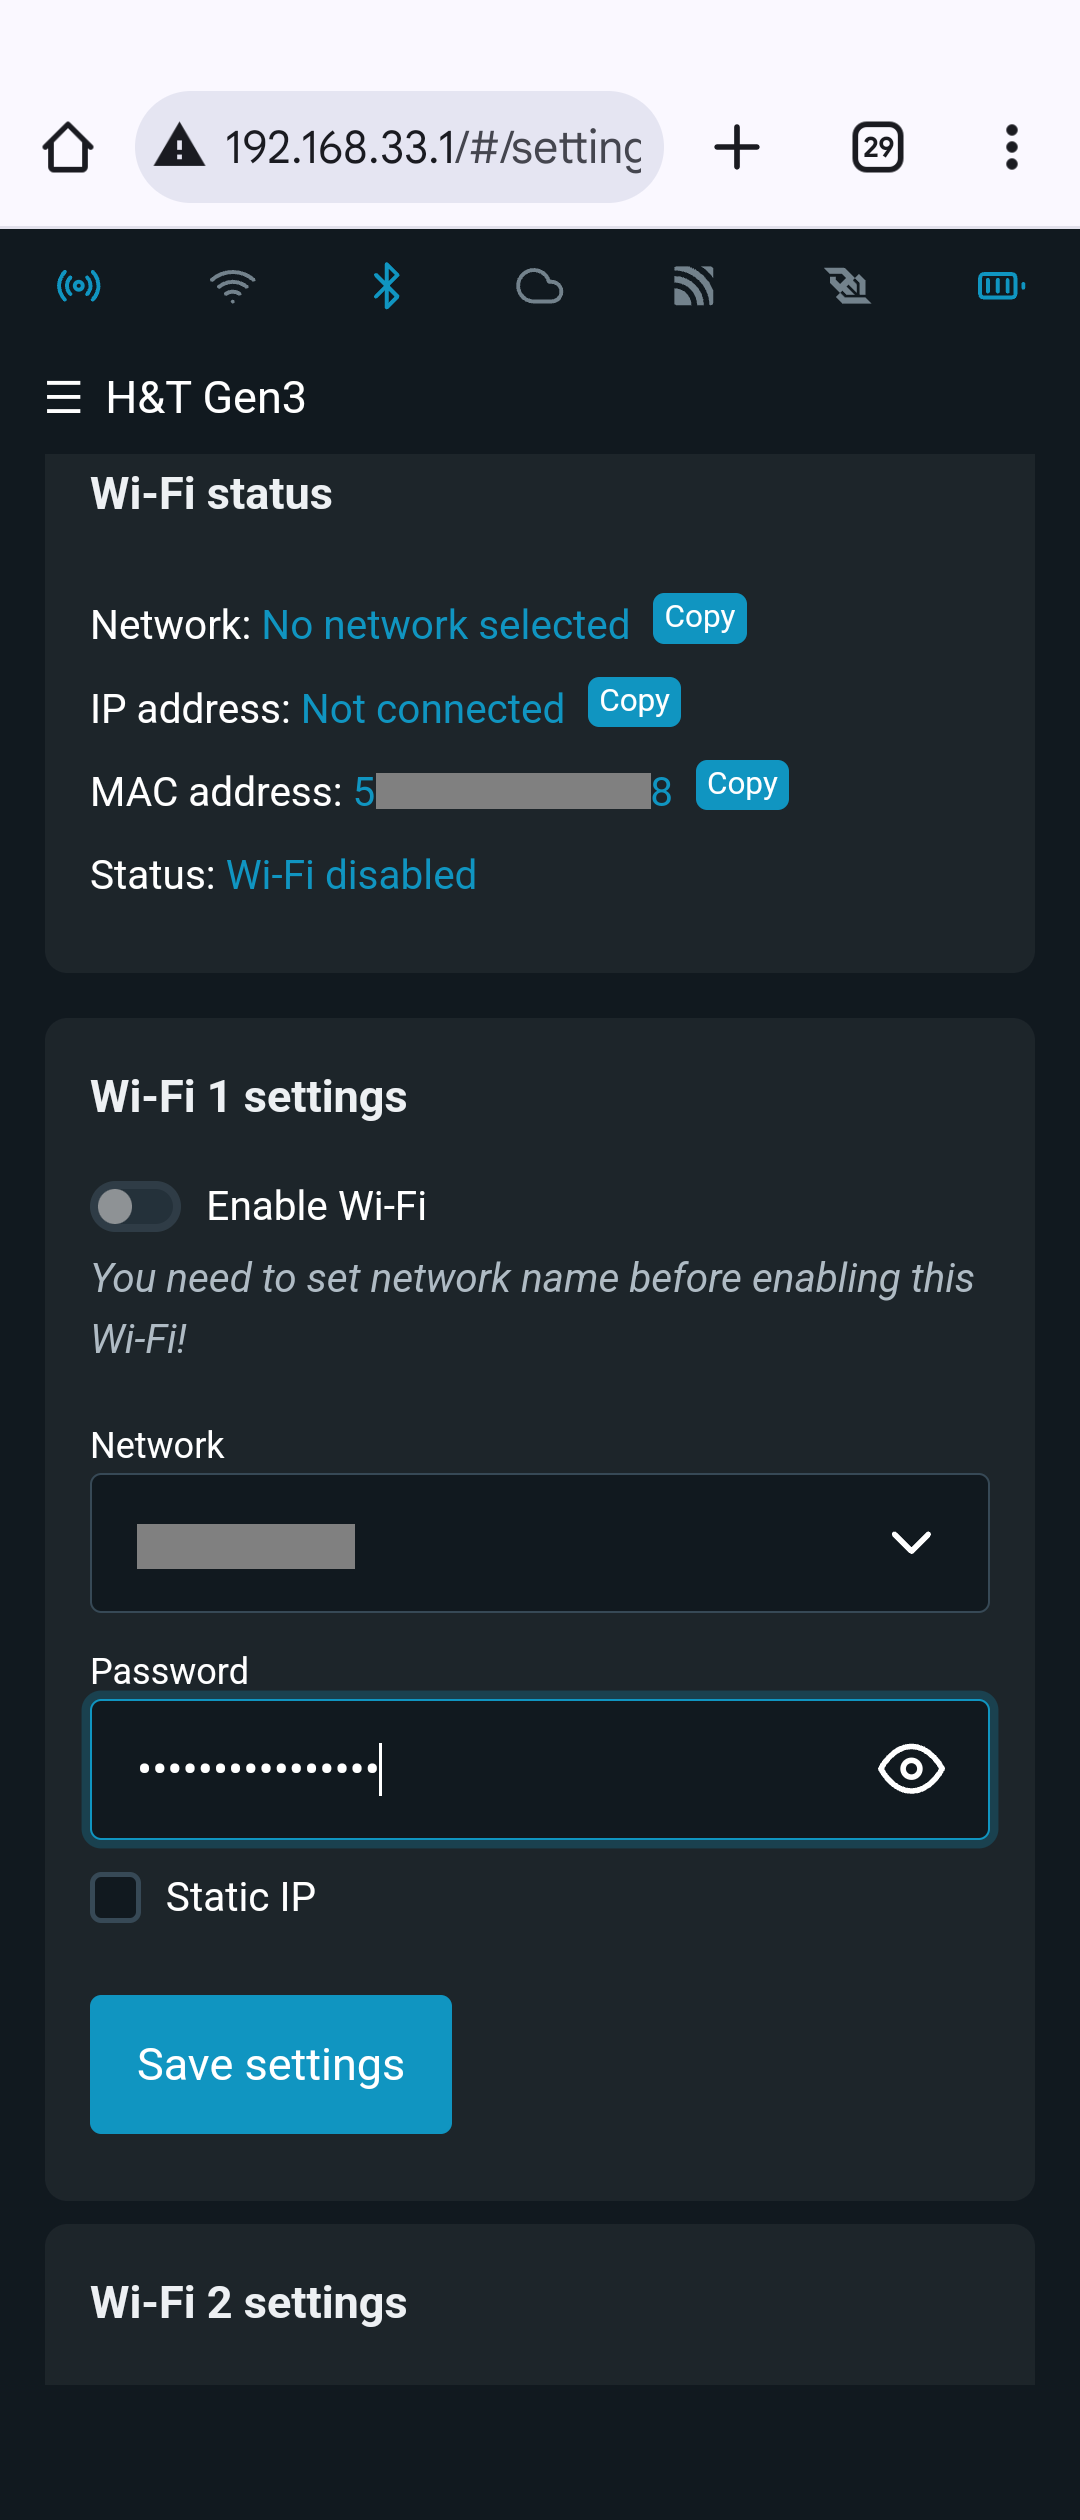 192.168.33.1/#/setting
29
H&T Gen3
Wi-Fi status
Network: No network selected Copy
IP address: Not connected Copy
MAC address: 5 8 Copy
Status: Wi-Fi disabled
Wi-Fi 1 settings
Enable Wi-Fi
You need to set network name before enabling this
Wi-Fi!
Network
Password
••••••••••••••••
Static IP
Save settings
Wi-Fi 2 settings